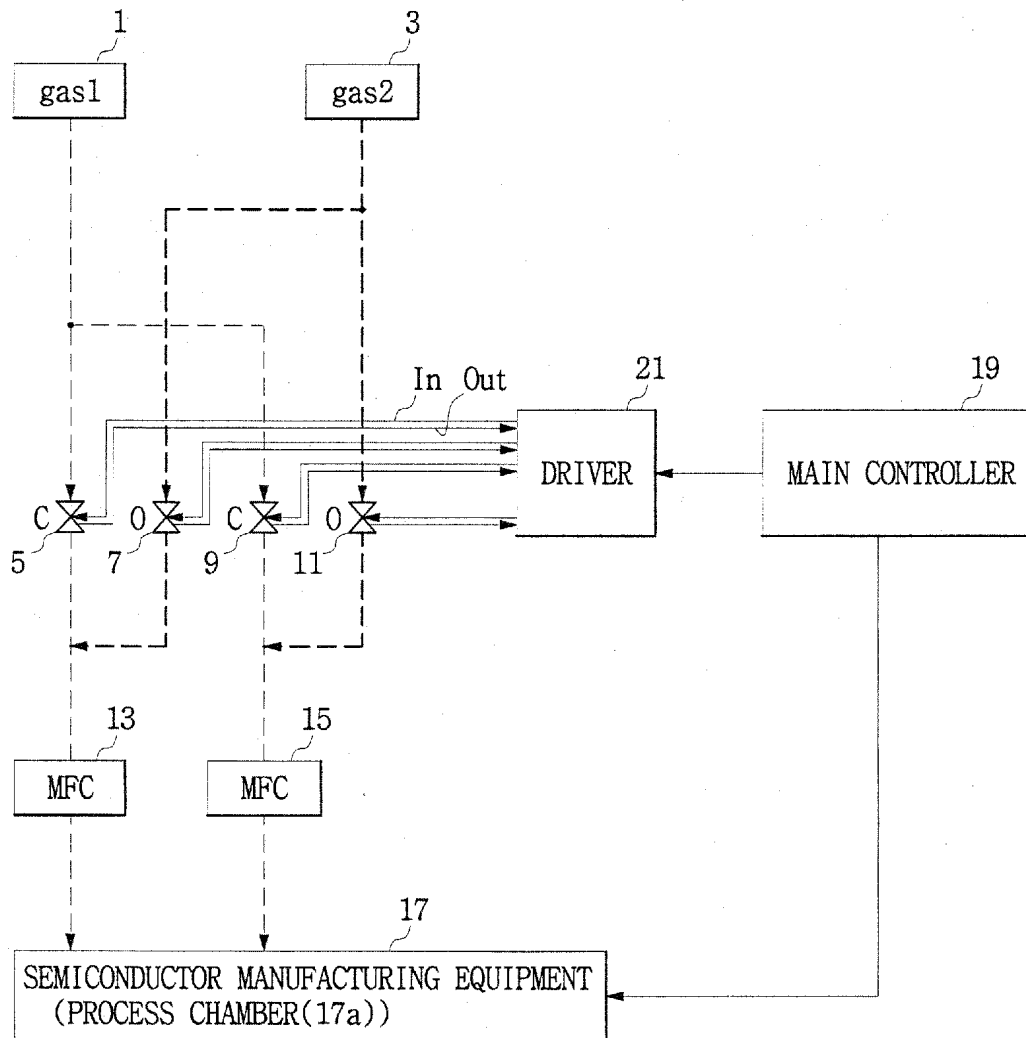 1
3
gas1
gas2
In Out
21
19
DRIVER
MAIN CONTROLLER
C
O
C
O
5
7
9
11
13
15
MFC
MFC
17
SEMICONDUCTOR MANUFACTURING EQUIPMENT
(PROCESS CHAMBER(17a))